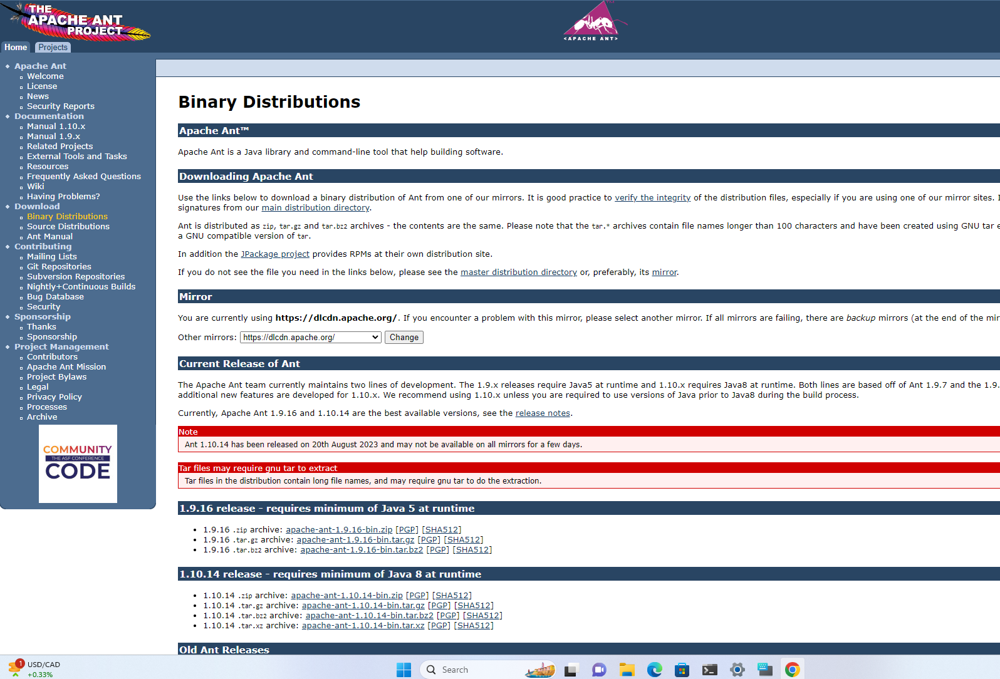 THE
APACHE ANT
PROJECT
TM
<APACHE ANT>
Home Projects
Apache Ant
Welcome
License
News
Security Reports
Documentation
Manual 1.10.x
Manual 1.9.x
Related Projects
External Tools and Tasks
Resources
Frequently Asked Questions
Wiki
Having Problems?
Download
Binary Distributions
Source Distributions
Ant Manual
Contributing
Mailing Lists
Git Repositories
Subversion Repositories
Nightly+Continuous Builds
Bug Database
Security
Sponsorship
Thanks
Sponsorship
Project Management
Contributors
Apache Ant Mission
Project Bylaws
Legal
Privacy Policy
Processes
Archive
COMMUNITY
THE ASF CONFERENCE
CODE
Binary Distributions
Apache Ant™
Apache Ant is a Java library and command-line tool that help building software.
Downloading Apache Ant
Use the links below to download a binary distribution of Ant from one of our mirrors. It is good practice to verify the integrity of the distribution files, especially if you are using one of our mirror sites.
signatures from our main distribution directory.
Ant is distributed as zip, tar.gz and tar.bz2 archives - the contents are the same. Please note that the tar.* archives contain file names longer than 100 characters and have been created using GNU tar
a GNU compatible version of tar.
In addition the JPackage project provides RPMs at their own distribution site.
If you do not see the file you need in the links below, please see the master distribution directory or, preferably, its mirror.
Mirror
You are currently using https://dlcdn.apache.org/. If you encounter a problem with this mirror, please select another mirror. If all mirrors are failing, there are backup mirrors (at the end of the mir
Other mirrors: https://dlcdn.apache.org/ Change
Current Release of Ant
The Apache Ant team currently maintains two lines of development. The 1.9.x releases require Java5 at runtime and 1.10.x requires Java8 at runtime. Both lines are based off of Ant 1.9.7 and the 1.9.
additional new features are developed for 1.10.x. We recommend using 1.10.x unless you are required to use versions of Java prior to Java8 during the build process.
Currently, Apache Ant 1.9.16 and 1.10.14 are the best available versions, see the release notes.
Note
Ant 1.10.14 has been released on 20th August 2023 and may not be available on all mirrors for a few days.
Tar files may require gnu tar to extract
Tar files in the distribution contain long file names, and may require gnu tar to do the extraction.
1.9.16 release - requires minimum of Java 5 at runtime
1.9.16 .zip archive: apache-ant-1.9.16-bin.zip [PGP] [SHA512]
1.9.16 .tar.gz archive: apache-ant-1.9.16-bin.tar.gz [PGP] [SHA512]
1.9.16 .tar.bz2 archive: apache-ant-1.9.16-bin.tar.bz2 [PGP] [SHA512]
1.10.14 release - requires minimum of Java 8 at runtime
1.10.14 .zip archive: apache-ant-1.10.14-bin.zip [PGP] [SHA512]
1.10.14 .tar.gz archive: apache-ant-1.10.14-bin.tar.gz [PGP] [SHA512]
1.10.14 .tar.bz2 archive: apache-ant-1.10.14-bin.tar.bz2 [PGP] [SHA512]
1.10.14 .tar.xz archive: apache-ant-1.10.14-bin.tar.xz [PGP] [SHA512]
Old Ant Releases
1 USD/CAD
+0.33%
Search